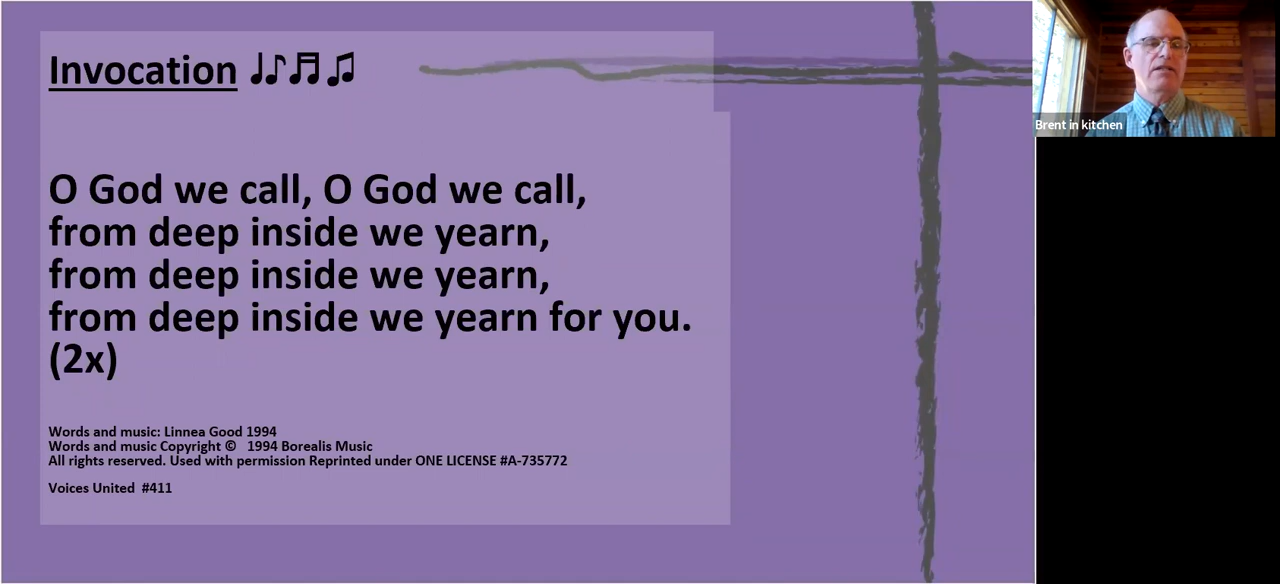 Invocation ♩♪♬♫
O God we call, O God we call,
from deep inside we yearn,
from deep inside we yearn,
from deep inside we yearn for you.
(2x)
Words and music: Linnea Good 1994
Words and music Copyright © 1994 Borealis Music
All rights reserved. Used with permission Reprinted under ONE LICENSE #A-735772
Voices United #411
Brent in kitchen